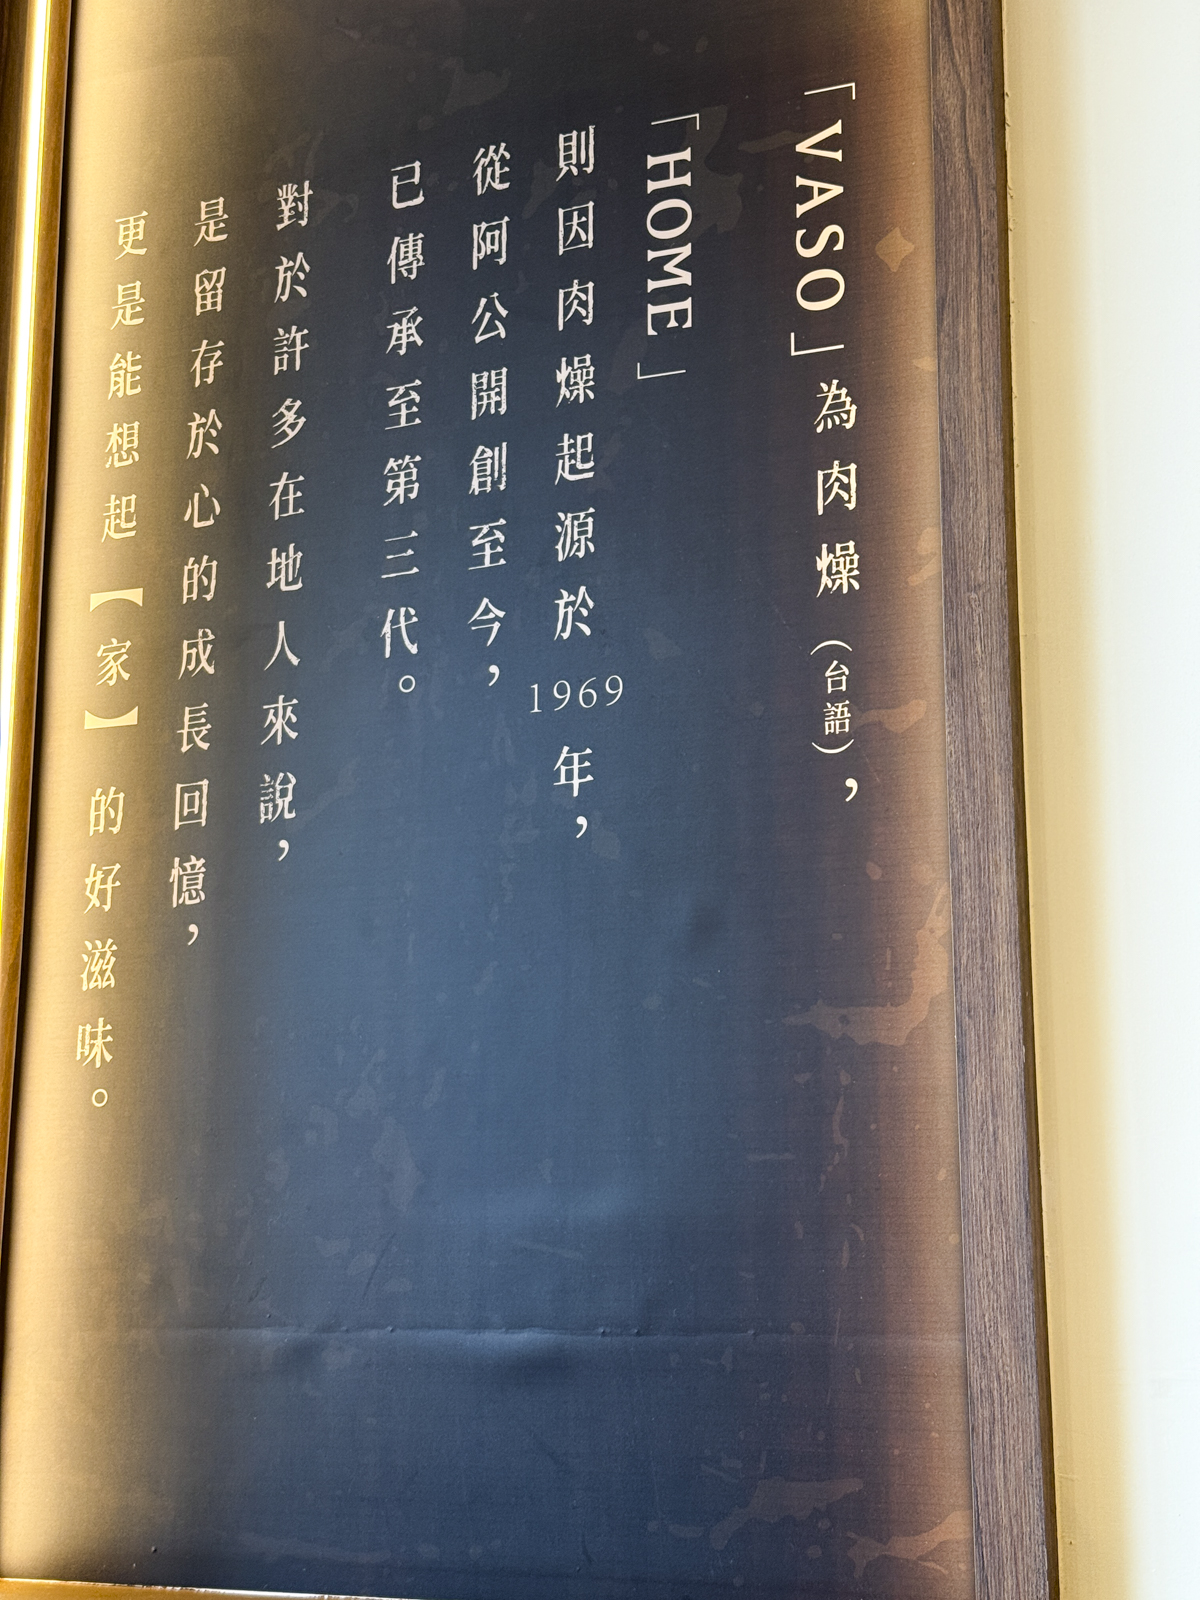 「VASO」為肉燥（台語），
「HOME」
則因肉燥起源於1969年，
從阿公開創至今，
已傳承至第三代。
對於許多在地人來說，
是留存於心的成長回憶，
更是能想起【家】的好滋味。